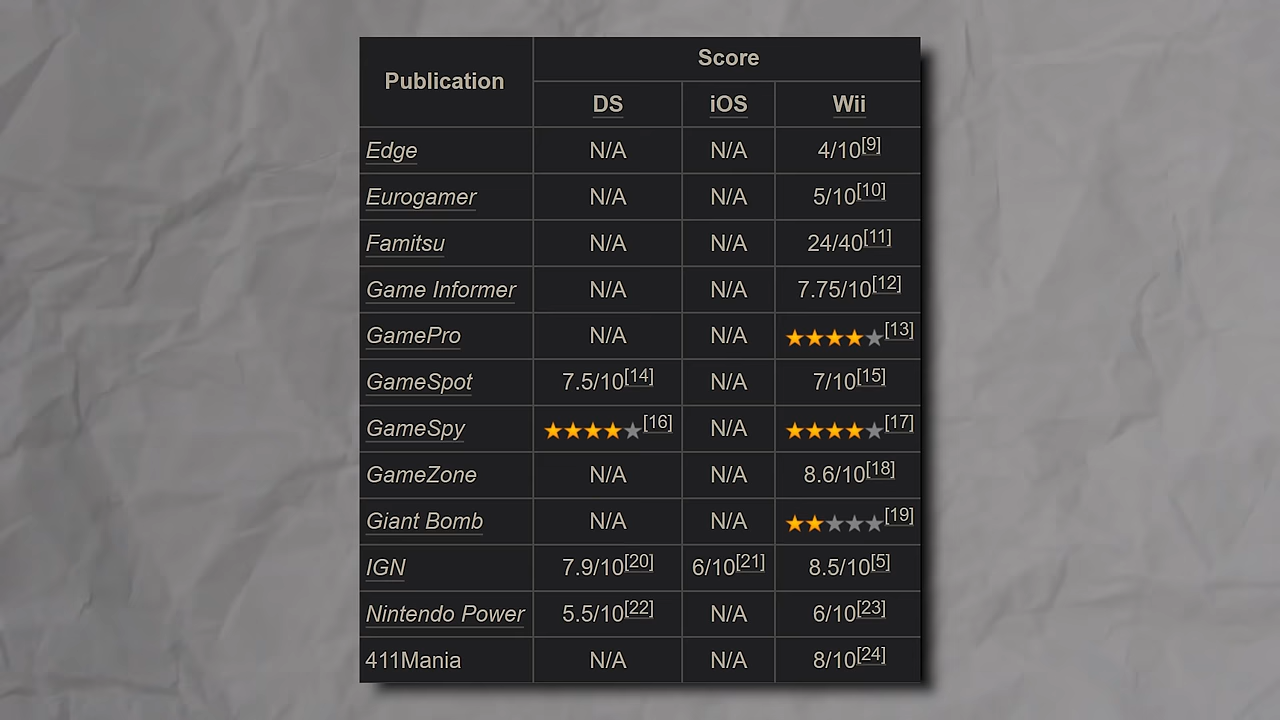 Publication Score
DS iOS Wii
Edge N/A N/A 4/10[9]
Eurogamer N/A N/A 5/10[10]
Famitsu N/A N/A 24/40[11]
Game Informer N/A N/A 7.75/10[12]
GamePro N/A N/A ★★★★★[13]
GameSpot 7.5/10[14] N/A 7/10[15]
GameSpy ★★★★★[16] N/A ★★★★★[17]
GameZone N/A N/A 8.6/10[18]
Giant Bomb N/A N/A ★★★★★[19]
IGN 7.9/10[20] 6/10[21] 8.5/10[5]
Nintendo Power 5.5/10[22] N/A 6/10[23]
411Mania N/A N/A 8/10[24]